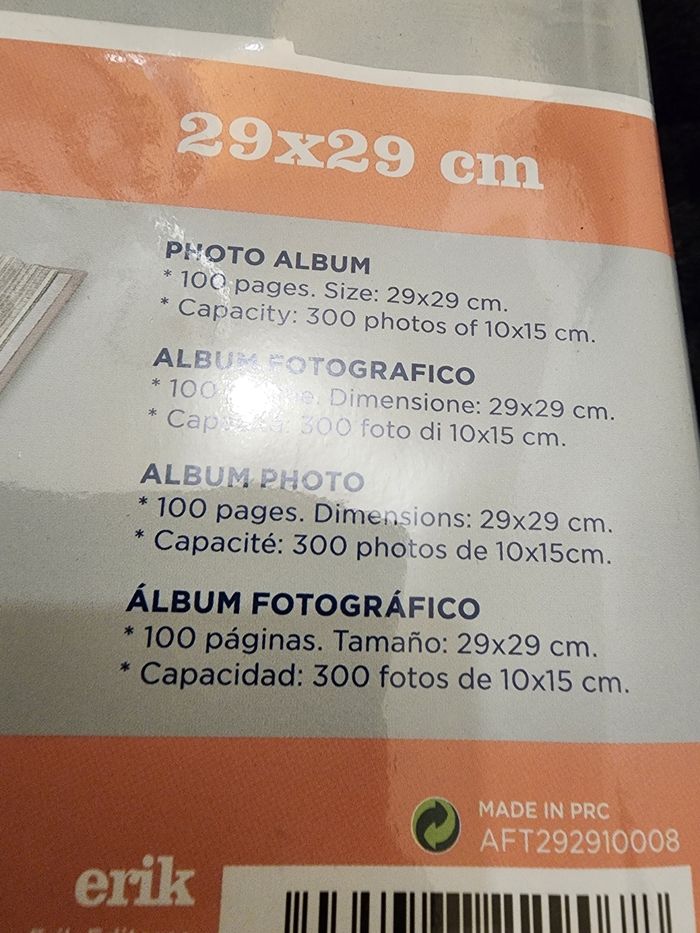 29x29 cm
PHOTO ALBUM
* 100 pages. Size: 29x29 cm.
* Capacity: 300 photos of 10x15 cm.
ALBUM FOTOGRAFICO
* 100 Dimensione: 29x29 cm.
* 300 foto di 10x15 cm.
ALBUM PHOTO
* 100 pages. Dimensions: 29x29 cm.
* Capacité: 300 photos de 10x15cm.
ÁLBUM FOTOGRÁFICO
* 100 páginas. Tamaño: 29x29 cm.
* Capacidad: 300 fotos de 10x15 cm.
MADE IN PRC
AFT292910008
erik